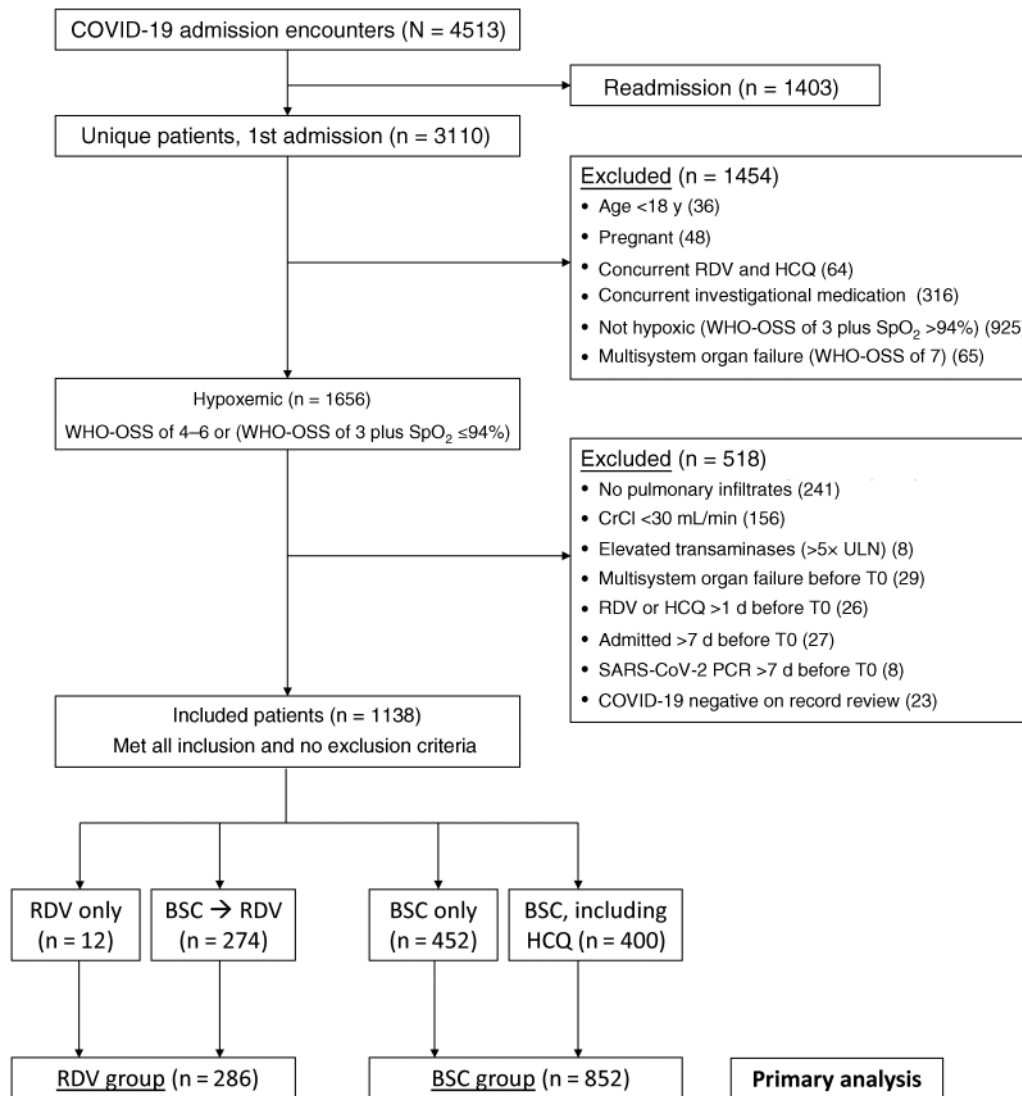 COVID-19 admission encounters (N = 4513)
Readmission (n = 1403)
Unique patients, 1st admission (n = 3110)
Excluded (n = 1454)
• Age <18 y (36)
• Pregnant (48)
• Concurrent RDV and HCQ (64)
• Concurrent investigational medication (316)
• Not hypoxic (WHO-OSS of 3 plus SpO₂ >94%) (925)
• Multisystem organ failure (WHO-OSS of 7) (65)
Hypoxemic (n = 1656)
WHO-OSS of 4–6 or (WHO-OSS of 3 plus SpO₂ ≤94%)
Excluded (n = 518)
• No pulmonary infiltrates (241)
• CrCl <30 mL/min (156)
• Elevated transaminases (>5× ULN) (8)
• Multisystem organ failure before T0 (29)
• RDV or HCQ >1 d before T0 (26)
• Admitted >7 d before T0 (27)
• SARS-CoV-2 PCR >7 d before T0 (8)
• COVID-19 negative on record review (23)
Included patients (n = 1138)
Met all inclusion and no exclusion criteria
RDV only
(n = 12)
BSC → RDV
(n = 274)
BSC only
(n = 452)
BSC, including
HCQ (n = 400)
RDV group (n = 286)
BSC group (n = 852)
Primary analysis